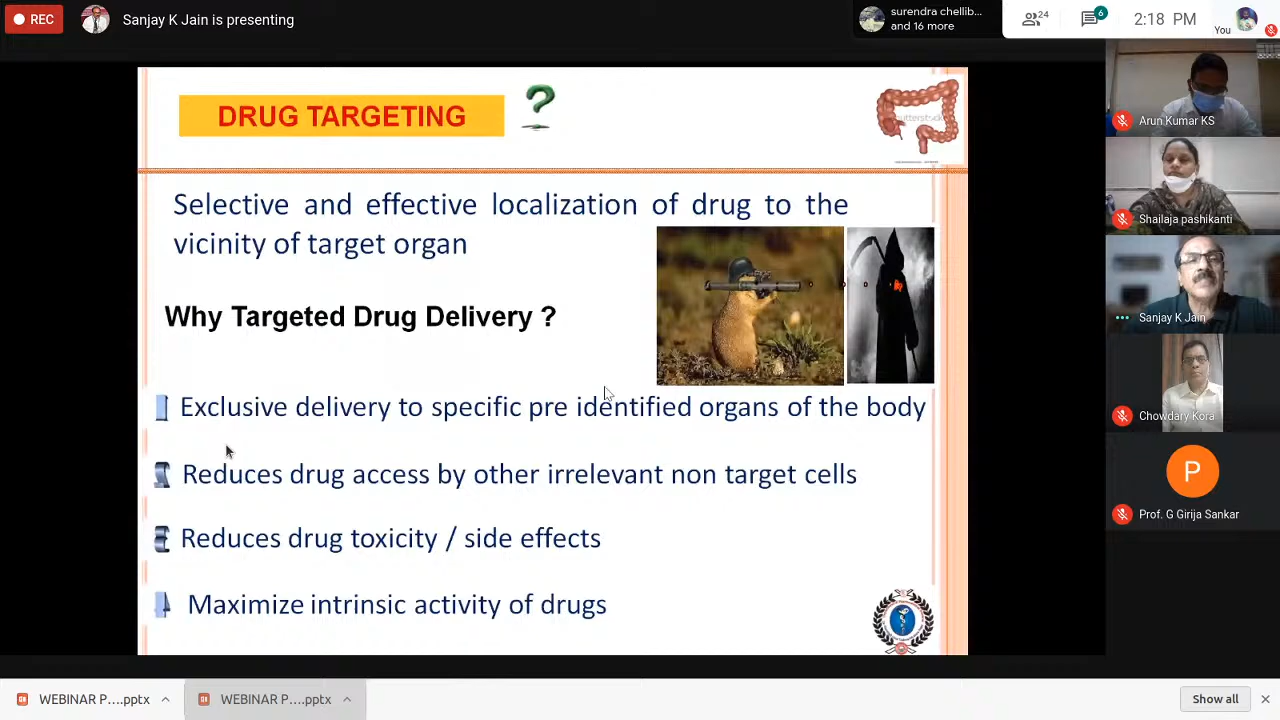 REC
Sanjay K Jain is presenting
surendra chellib...
and 16 more
24
6
2:18 PM
You
DRUG TARGETING ?
Selective and effective localization of drug to the
vicinity of target organ
Why Targeted Drug Delivery ?
1 Exclusive delivery to specific pre identified organs of the body
2 Reduces drug access by other irrelevant non target cells
3 Reduces drug toxicity / side effects
4 Maximize intrinsic activity of drugs
Arun Kumar KS
Shailaja pashikanti
Sanjay K Jain
Chowdary Kora
P
Prof. G Girija Sankar
WEBINAR P....pptx
WEBINAR P....pptx
Show all